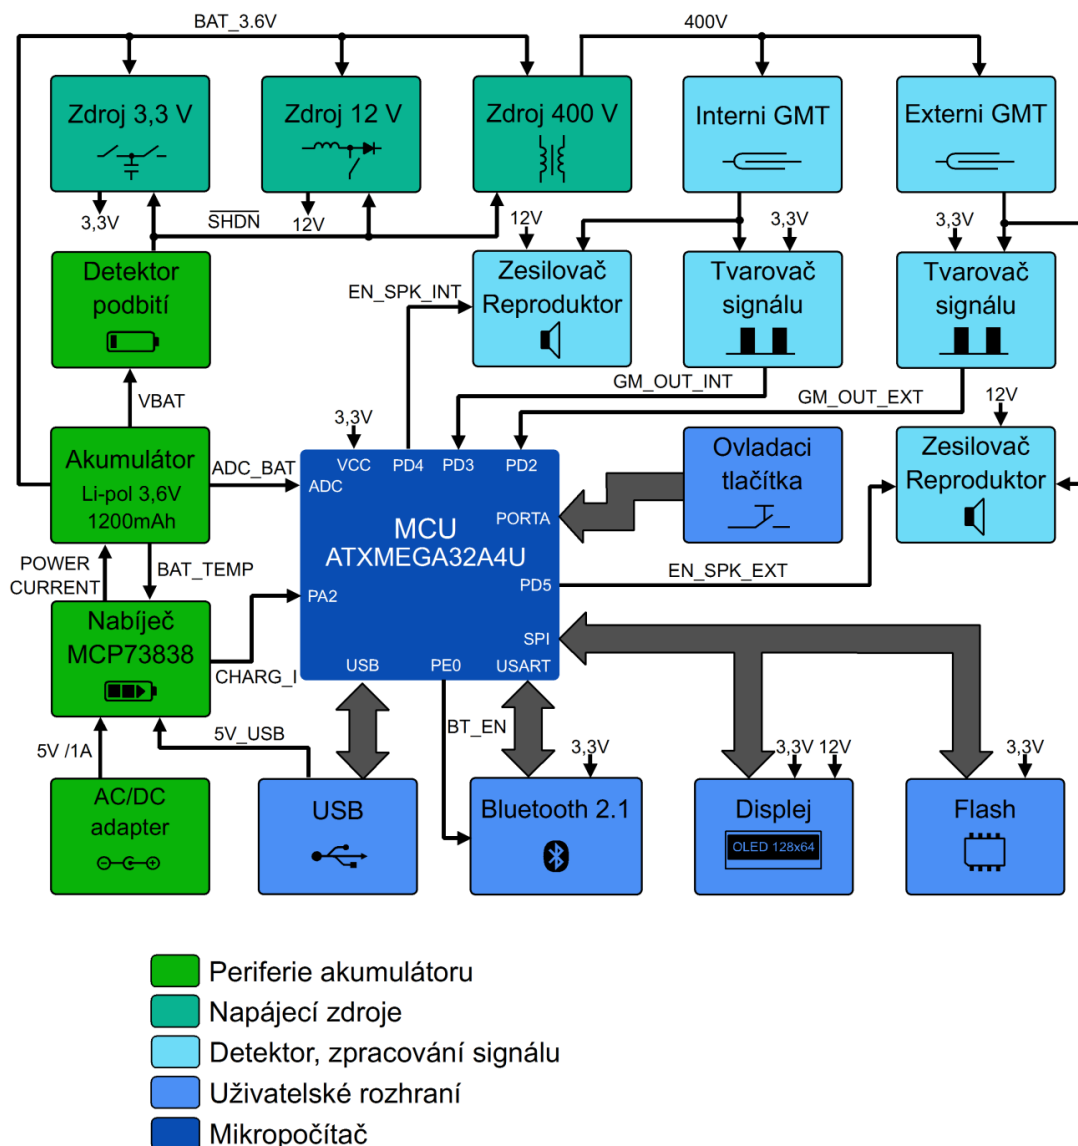 BAT_3.6V
400V
Zdroj 3,3 V
Zdroj 12 V
Zdroj 400 V
Interni GMT
Externi GMT
3,3V
12V
SHDN
12V
3,3V
3,3V
Detektor
podbití
Zesilovač
Reproduktor
Tvarovač
signálu
Tvarovač
signálu
EN_SPK_INT
VBAT
GM_OUT_INT
GM_OUT_EXT
12V
3,3V
Akumulátor
Li-pol 3,6V
1200mAh
ADC_BAT
VCC
PD4
PD3
PD2
ADC
Ovladaci
tlačítka
Zesilovač
Reproduktor
PORTA
MCU
ATXMEGA32A4U
POWER
CURRENT
BAT_TEMP
EN_SPK_EXT
PD5
PA2
Nabíječ
MCP73838
CHARG_I
SPI
USB
PE0
USART
5V /1A
5V_USB
BT_EN
3,3V
3,3V
12V
3,3V
AC/DC
adapter
USB
Bluetooth 2.1
Displej
OLED 128x64
Flash
Periferie akumulátoru
Napájecí zdroje
Detektor, zpracování signálu
Uživatelské rozhraní
Mikropočítač